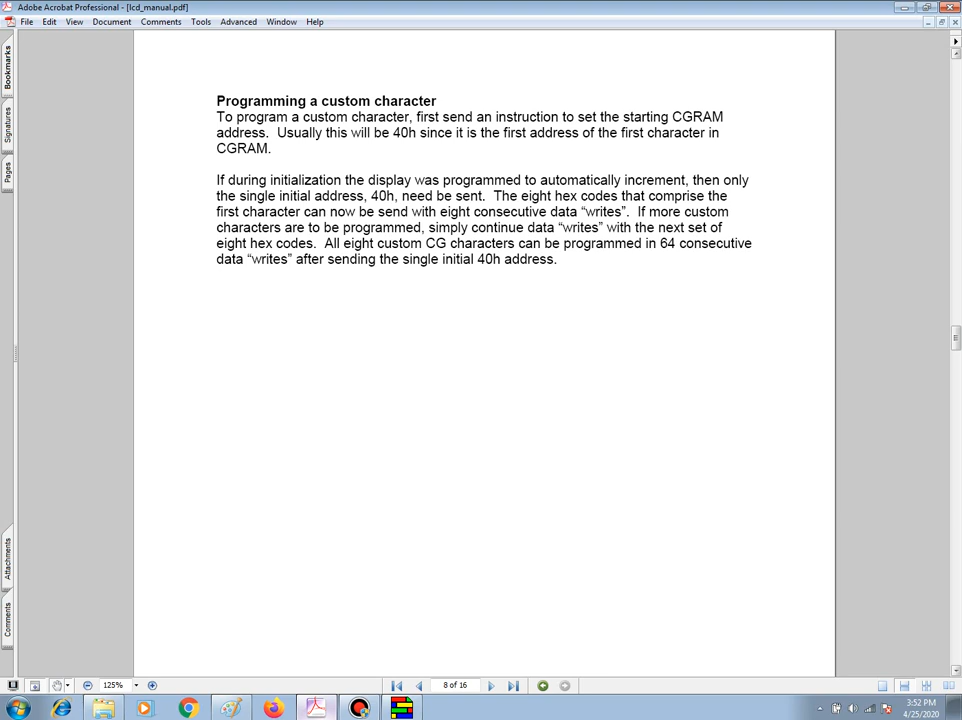 Adobe Acrobat Professional - [lcd_manual.pdf]
File Edit View Document Comments Tools Advanced Window Help
Bookmarks
Signatures
Pages
Attachments
Comments
Programming a custom character
To program a custom character, first send an instruction to set the starting CGRAM
address.  Usually this will be 40h since it is the first address of the first character in
CGRAM.
If during initialization the display was programmed to automatically increment, then only
the single initial address, 40h, need be sent.  The eight hex codes that comprise the
first character can now be send with eight consecutive data “writes”.  If more custom
characters are to be programmed, simply continue data “writes” with the next set of
eight hex codes.  All eight custom CG characters can be programmed in 64 consecutive
data “writes” after sending the single initial 40h address.
125%
8 of 16
3:52 PM
4/25/2020